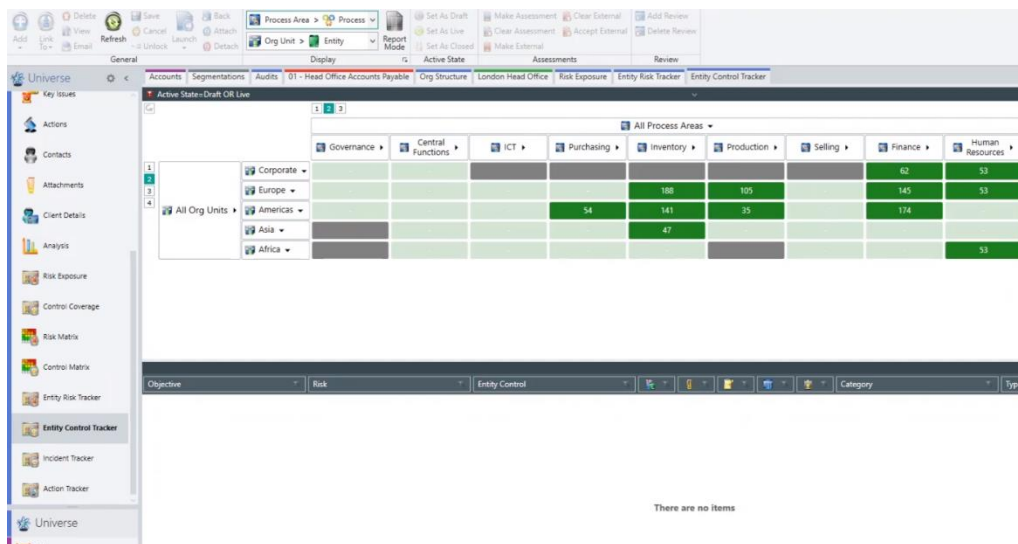 Delete
View
Email
Add
Link To
Refresh
Save
Cancel
Unlock
Launch
Back
Attach
Detach
Process Area > Process
Org Unit > Entity
Report Mode
Set As Draft
Set As Live
Set As Closed
Make Assessment
Clear External
Clear Assessment
Accept External
Make External
Add Review
Delete Review
General
Display
Active State
Assessments
Review
Universe
Accounts Segmentations Audits 01 - Head Office Accounts Payable Org Structure London Head Office Risk Exposure Entity Risk Tracker Entity Control Tracker
Key Issues
Actions
Contacts
Attachments
Client Details
Analysis
Risk Exposure
Control Coverage
Risk Matrix
Control Matrix
Entity Risk Tracker
Entity Control Tracker
Incident Tracker
Action Tracker
Universe
Active State=Draft OR Live
1 2 3
All Process Areas
Governance Central Functions ICT Purchasing Inventory Production Selling Finance Human Resources
1
2
3
4
All Org Units
Corporate 62 53
Europe 188 105 145 53
Americas 54 141 35 174
Asia 47
Africa 53
Objective Risk Entity Control Category Typ
There are no items